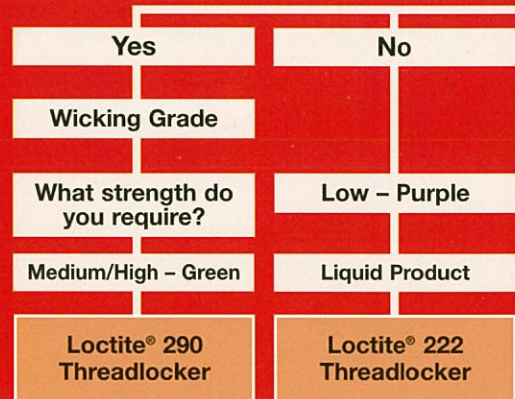 Yes
No
Wicking Grade
What strength do
you require?
Low – Purple
Medium/High – Green
Liquid Product
Loctite® 290
Threadlocker
Loctite® 222
Threadlocker